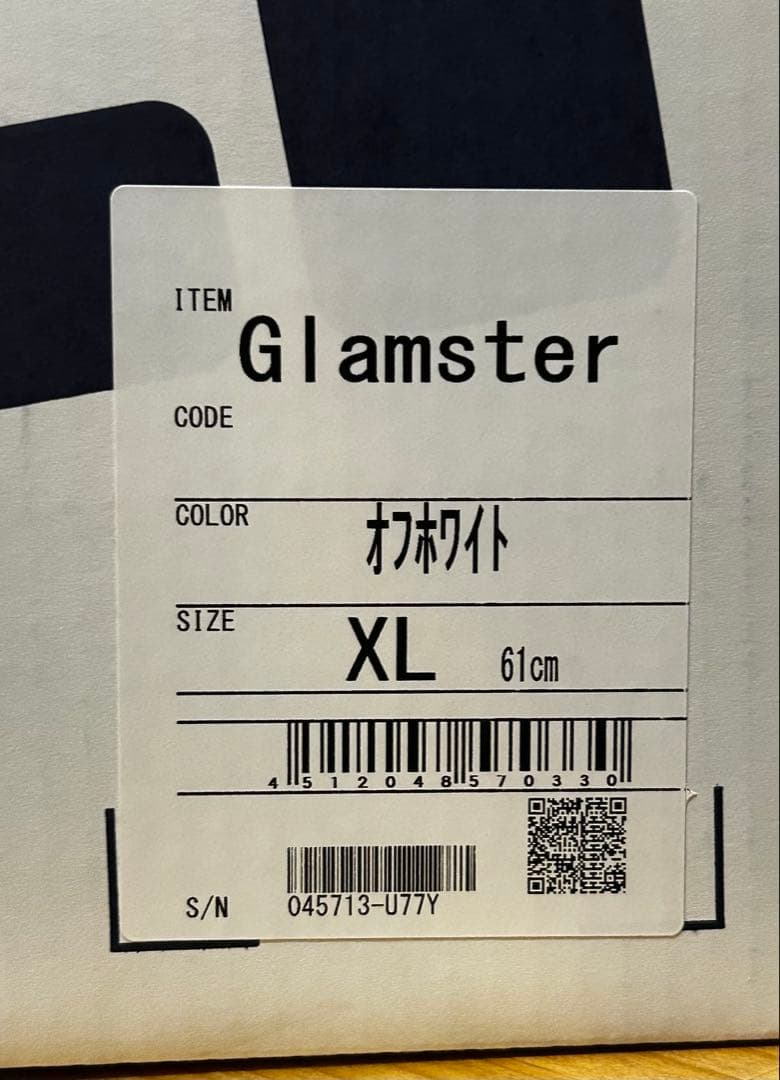 ITEM
Glamster
CODE
COLOR
オフホワイト
SIZE
XL 61cm
4512048570330
S/N 045713-U77Y